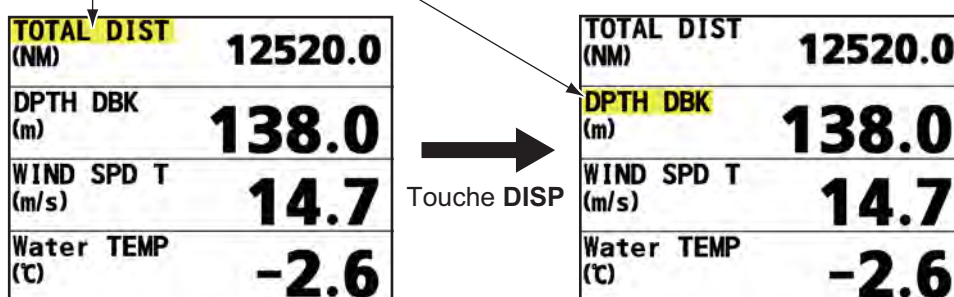 TOTAL DIST
(NM) 12520.0
DPTH DBK
(m) 138.0
WIND SPD T
(m/s) 14.7
Water TEMP
(℃) -2.6
Touche DISP
TOTAL DIST
(NM) 12520.0
DPTH DBK
(m) 138.0
WIND SPD T
(m/s) 14.7
Water TEMP
(℃) -2.6